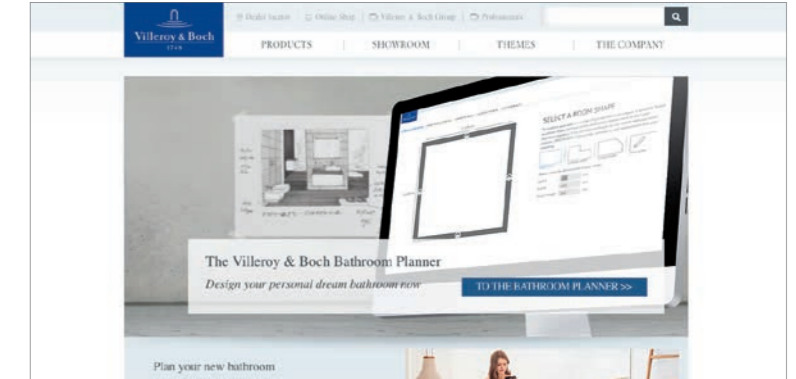 Villeroy & Boch
1748
Dealer locator
Online Shop
Villeroy & Boch Group
Professionals
PRODUCTS
SHOWROOM
THEMES
THE COMPANY
SELECT A ROOM SHAPE
The Villeroy & Boch Bathroom Planner
Design your personal dream bathroom now
TO THE BATHROOM PLANNER >>
Plan your new bathroom